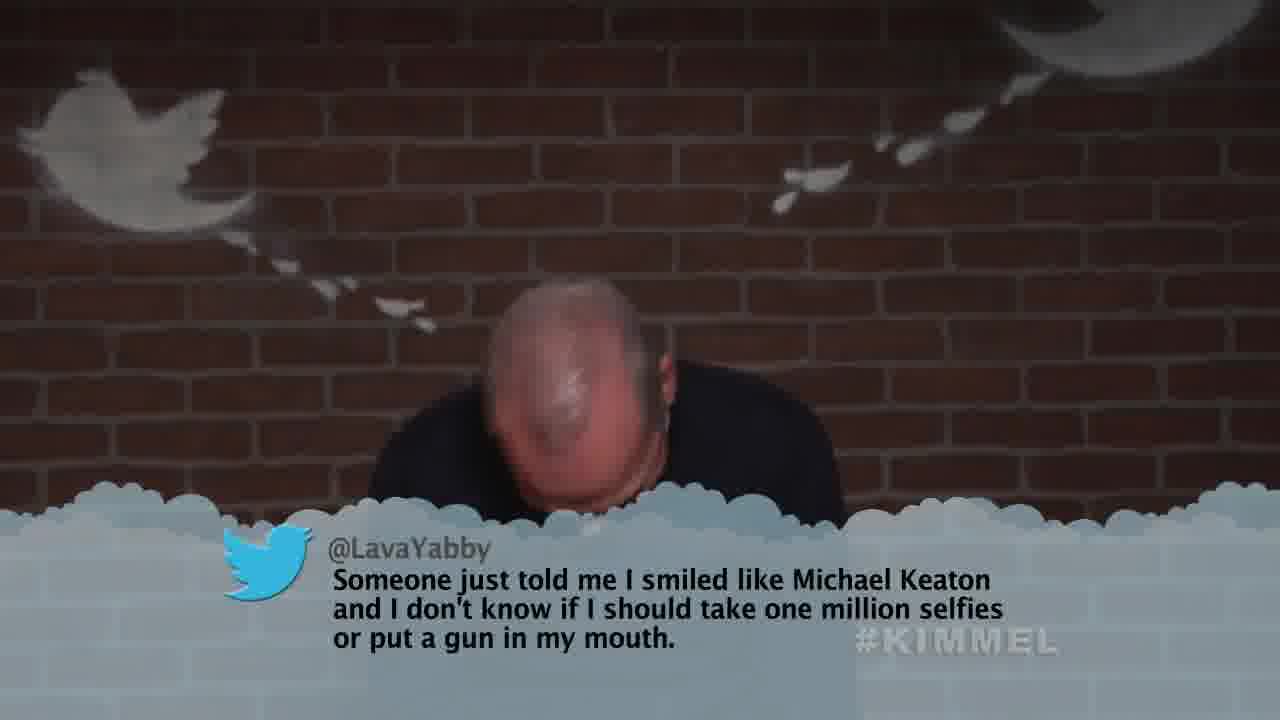 @LavaYabby
Someone just told me I smiled like Michael Keaton
and I don't know if I should take one million selfies
or put a gun in my mouth.
#KIMMEL